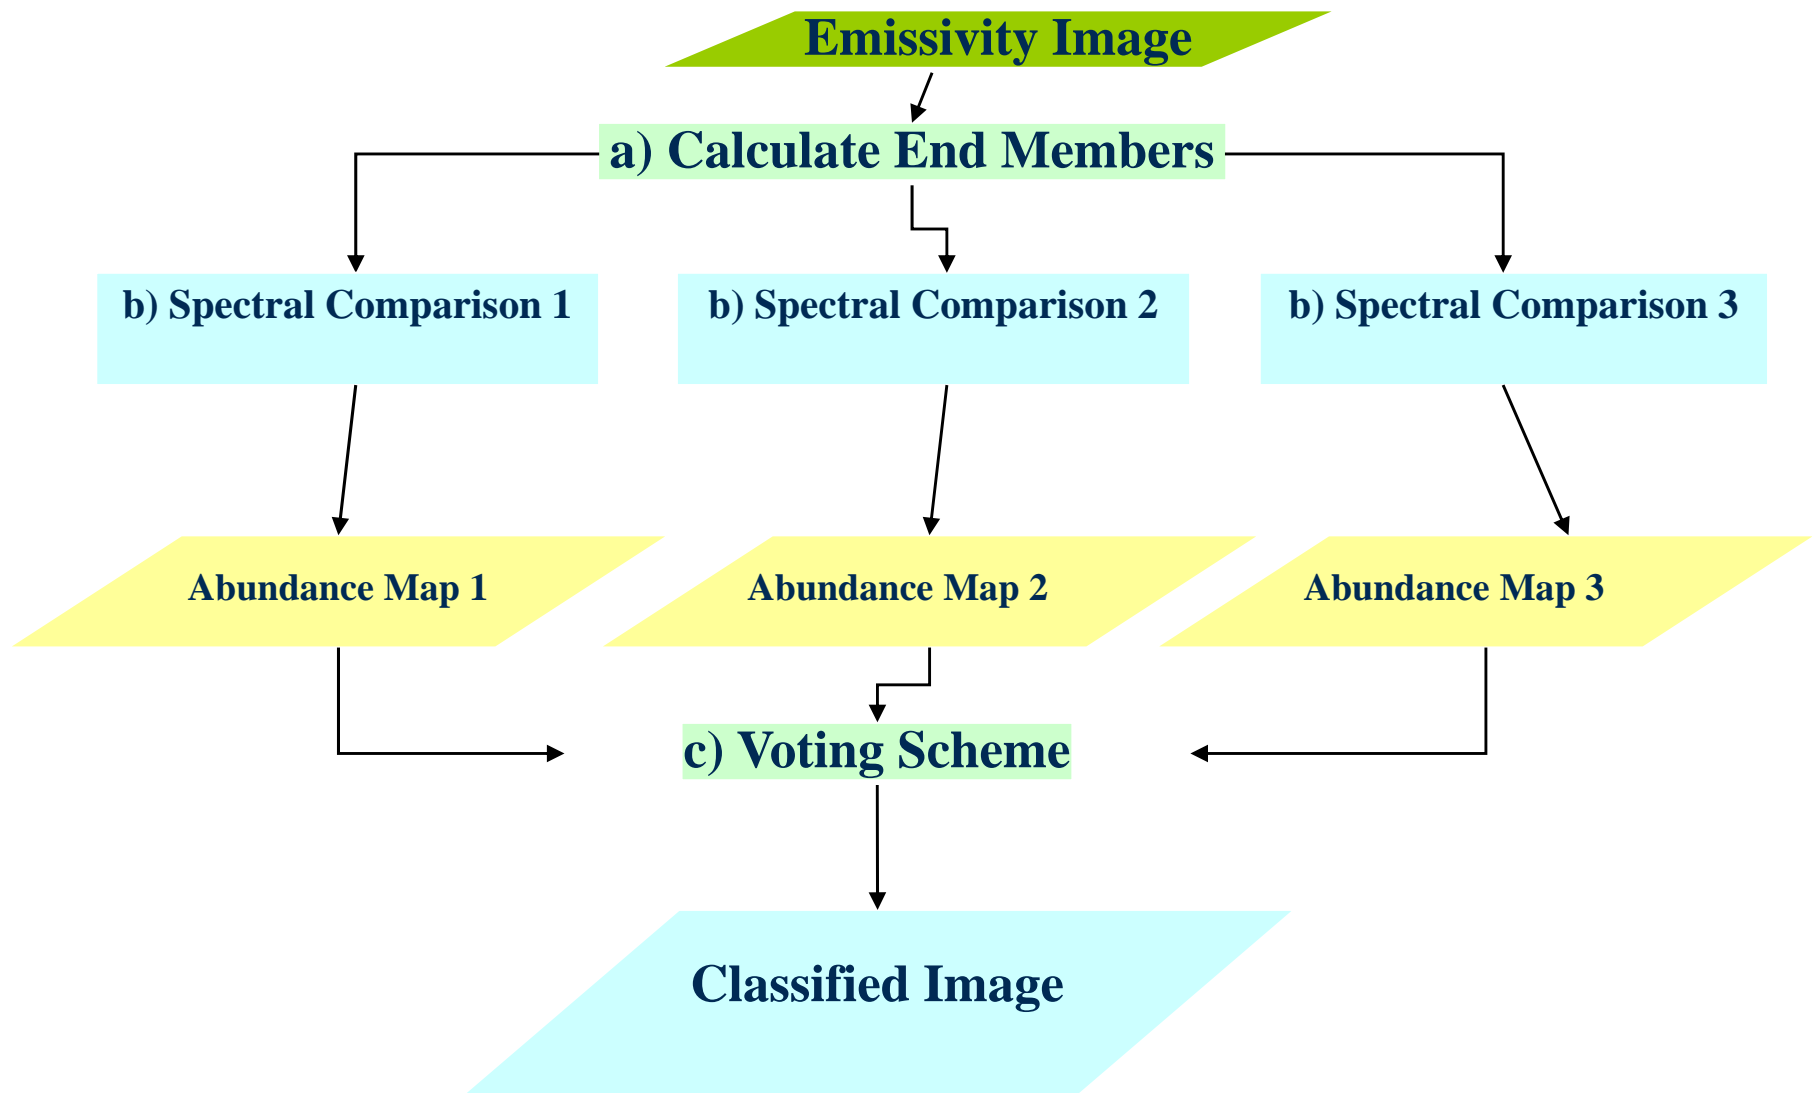 Emissivity Image
a) Calculate End Members
b) Spectral Comparison 1
b) Spectral Comparison 2
b) Spectral Comparison 3
Abundance Map 1
Abundance Map 2
Abundance Map 3
c) Voting Scheme
Classified Image